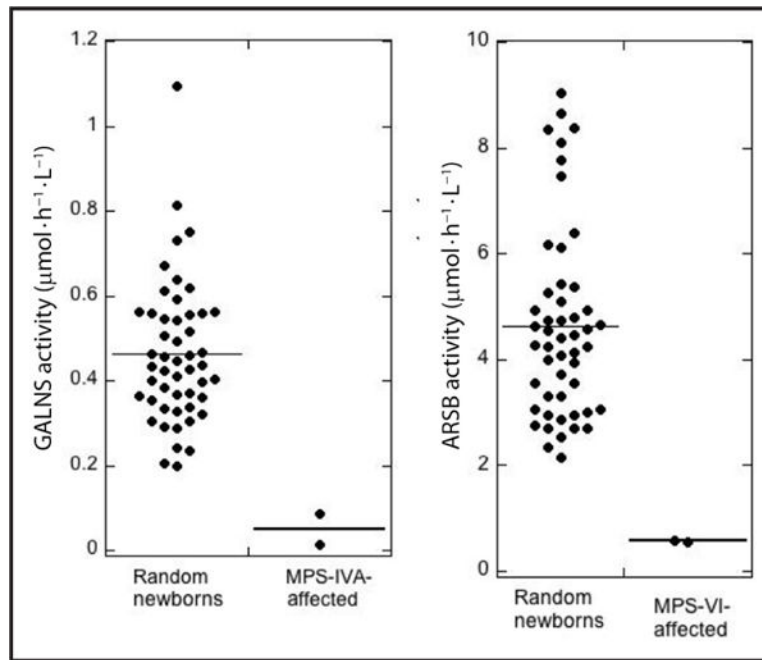 GALNS activity (μmol·h⁻¹·L⁻¹)
1.2
1
0.8
0.6
0.4
0.2
0
Random
newborns
MPS-IVA-
affected
ARSB activity (μmol·h⁻¹·L⁻¹)
10
8
6
4
2
0
Random
newborns
MPS-VI-
affected